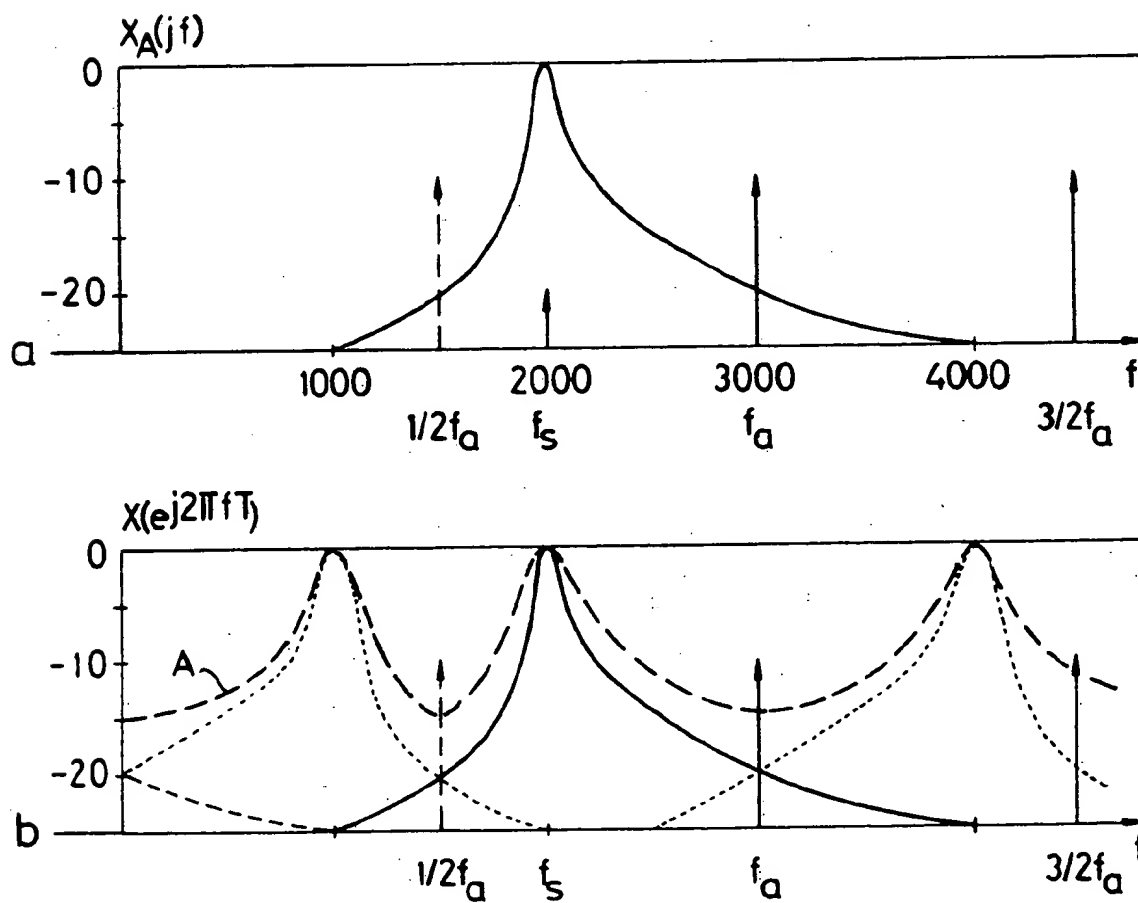 X_A(jf)
0
-10
-20
a
1000 2000 3000 4000 f
1/2f_a f_s f_a 3/2f_a
X(e^j2πfT)
0
A
-10
-20
b
1/2f_a f_s f_a 3/2f_a f